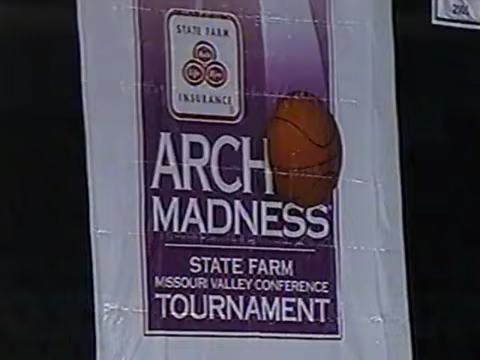 STATE FARM
INSURANCE
ARCH
MADNESS
STATE FARM
MISSOURI VALLEY CONFERENCE
TOURNAMENT